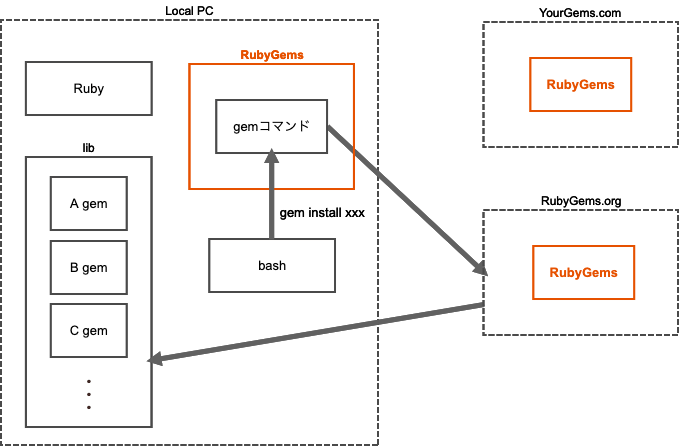 Local PC
YourGems.com
RubyGems
Ruby
RubyGems
gemコマンド
lib
A gem
RubyGems.org
gem install xxx
B gem
bash
RubyGems
C gem